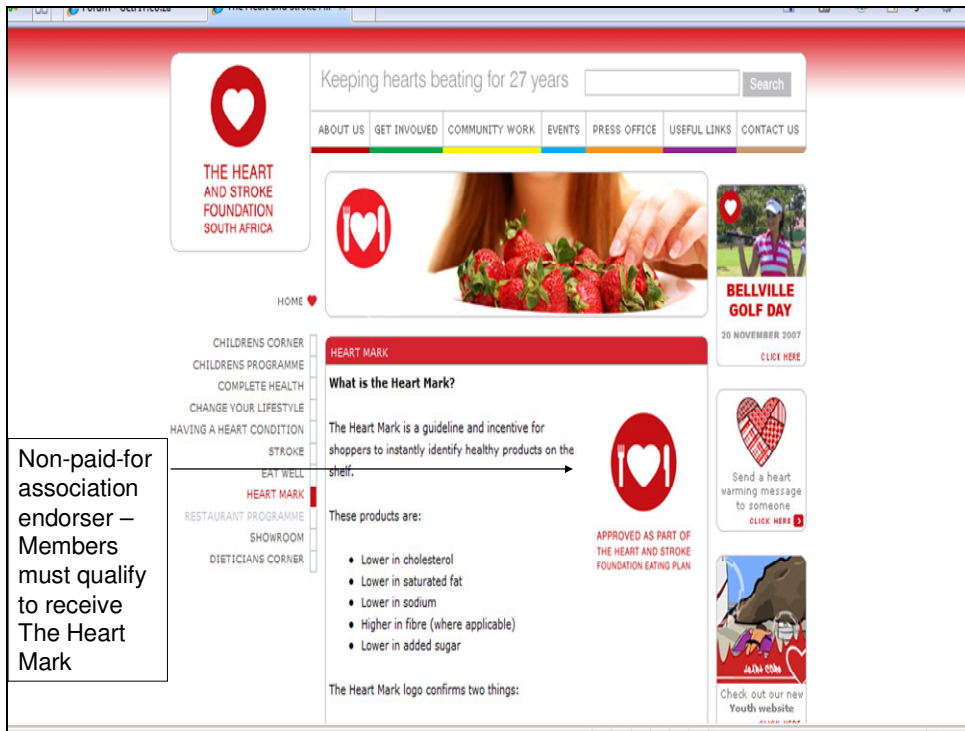 Keeping hearts beating for 27 years
Search
ABOUT US GET INVOLVED COMMUNITY WORK EVENTS PRESS OFFICE USEFUL LINKS CONTACT US
THE HEART
AND STROKE
FOUNDATION
SOUTH AFRICA
HOME
CHILDRENS CORNER
CHILDRENS PROGRAMME
COMPLETE HEALTH
CHANGE YOUR LIFESTYLE
HAVING A HEART CONDITION
STROKE
EAT WELL
HEART MARK
RESTAURANT PROGRAMME
SHOWROOM
DIETICIANS CORNER
Non-paid-for
association
endorser –
Members
must qualify
to receive
The Heart
Mark
HEART MARK
What is the Heart Mark?
The Heart Mark is a guideline and incentive for
shoppers to instantly identify healthy products on the
shelf.
These products are:
• Lower in cholesterol
• Lower in saturated fat
• Lower in sodium
• Higher in fibre (where applicable)
• Lower in added sugar
The Heart Mark logo confirms two things:
APPROVED AS PART OF
THE HEART AND STROKE
FOUNDATION EATING PLAN
BELLVILLE
GOLF DAY
20 NOVEMBER 2007
CLICK HERE
Send a heart
warming message
to someone
CLICK HERE
Check out our new
Youth website
CLICK HERE